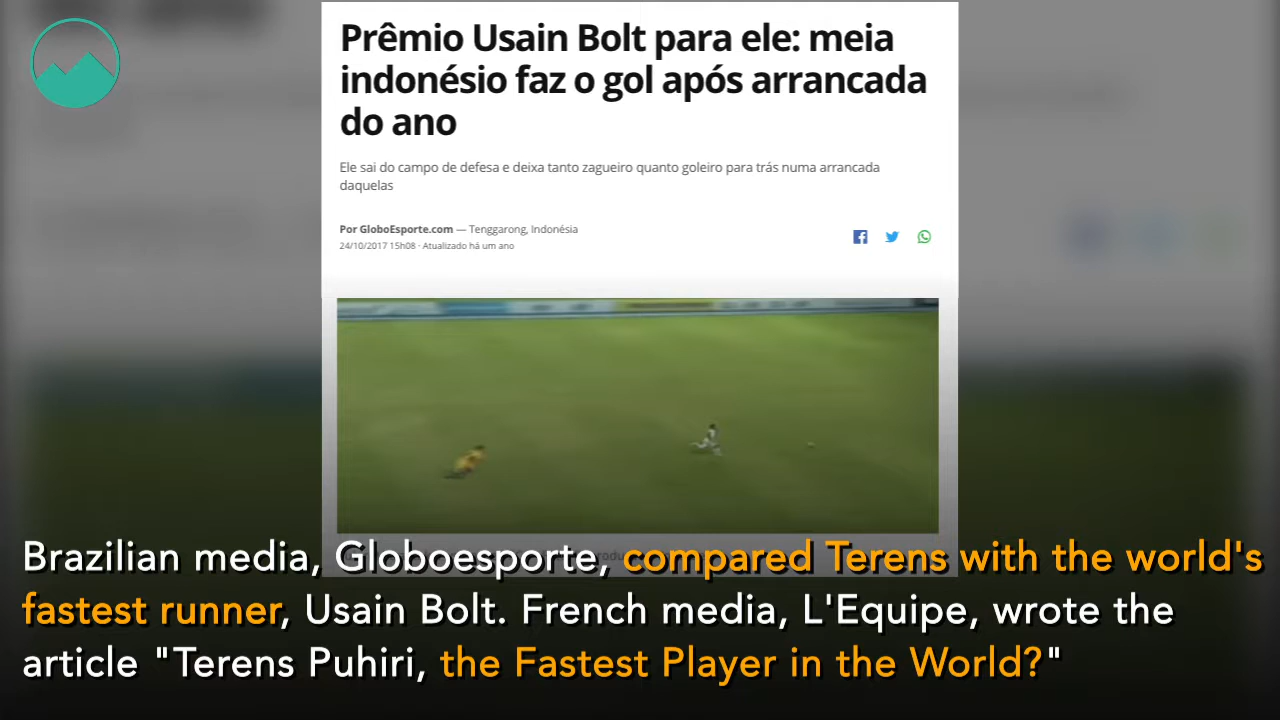 Prêmio Usain Bolt para ele: meia
indonésio faz o gol após arrancada
do ano
Ele sai do campo de defesa e deixa tanto zagueiro quanto goleiro para trás numa arrancada
daquelas
Por GloboEsporte.com — Tenggarong, Indonésia
24/10/2017 15h08 · Atualizado há um ano
Brazilian media, Globoesporte, compared Terens with the world's
fastest runner, Usain Bolt. French media, L'Equipe, wrote the
article "Terens Puhiri, the Fastest Player in the World?"